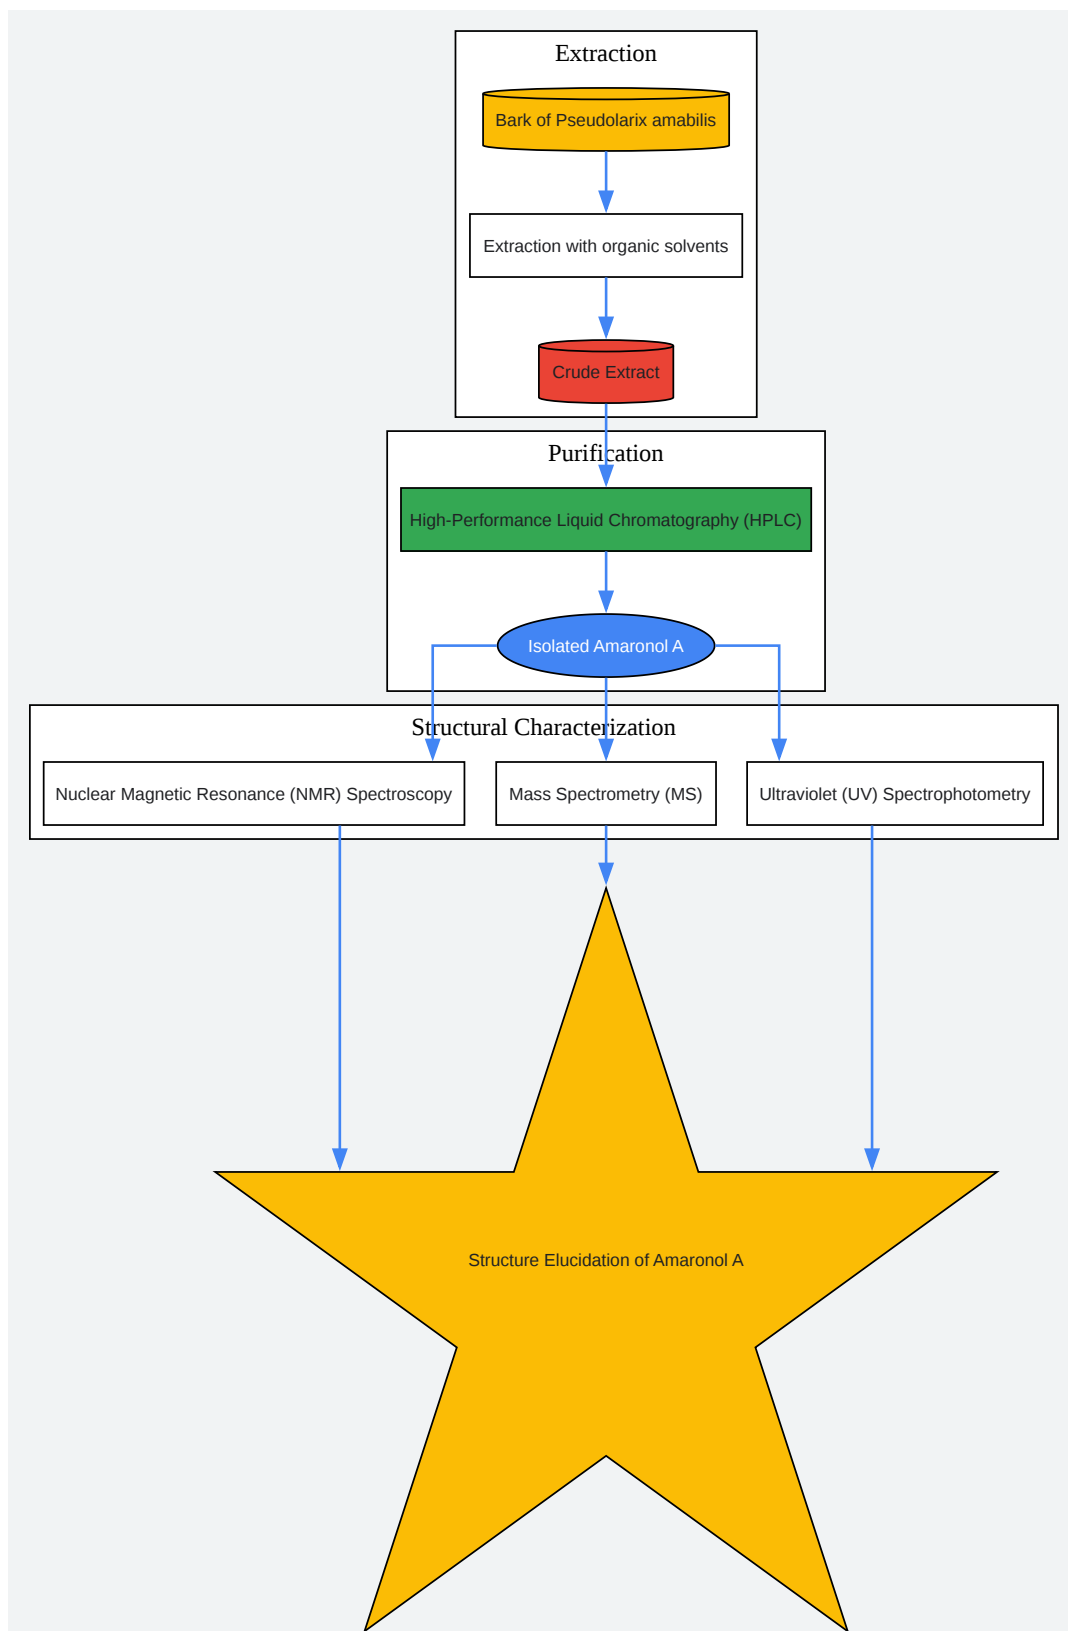 Extraction
Bark of Pseudolarix amabilis
Extraction with organic solvents
Crude Extract
Purification
High-Performance Liquid Chromatography (HPLC)
Isolated Amaronol A
Structural Characterization
Nuclear Magnetic Resonance (NMR) Spectroscopy
Mass Spectrometry (MS)
Ultraviolet (UV) Spectrophotometry
Structure Elucidation of Amaronol A